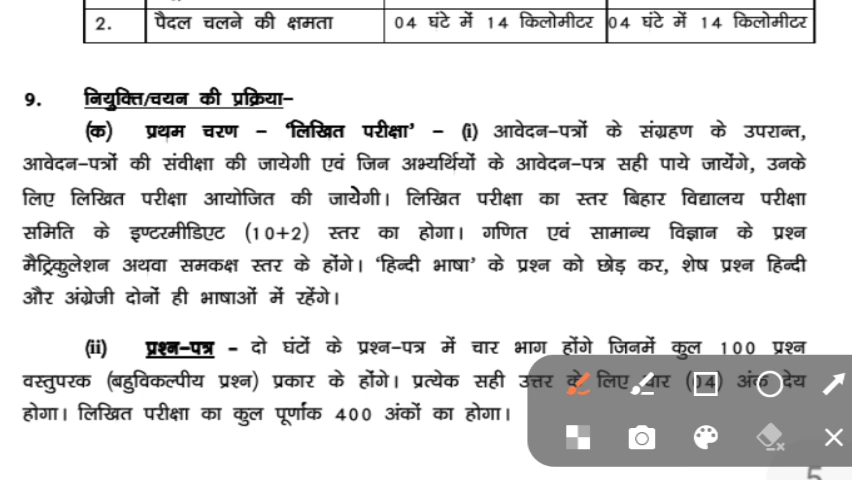 2. पैदल चलने की क्षमता 04 घंटे में 14 किलोमीटर 04 घंटे में 14 किलोमीटर
9. नियुक्ति/चयन की प्रक्रिया–
(क) प्रथम चरण – 'लिखित परीक्षा' – (i) आवेदन–पत्रों के संग्रहण के उपरान्त,
आवेदन–पत्रों की संवीक्षा की जायेगी एवं जिन अभ्यर्थियों के आवेदन–पत्र सही पाये जायेंगे, उनके
लिए लिखित परीक्षा आयोजित की जायेगी। लिखित परीक्षा का स्तर बिहार विद्यालय परीक्षा
समिति के इण्टरमीडिएट (10+2) स्तर का होगा। गणित एवं सामान्य विज्ञान के प्रश्न
मैट्रिकुलेशन अथवा समकक्ष स्तर के होंगे। 'हिन्दी भाषा' के प्रश्न को छोड़ कर, शेष प्रश्न हिन्दी
और अंग्रेजी दोनों ही भाषाओं में रहेंगे।
(ii) प्रश्न–पत्र – दो घंटों के प्रश्न–पत्र में चार भाग होंगे जिनमें कुल 100 प्रश्न
वस्तुपरक (बहुविकल्पीय प्रश्न) प्रकार के होंगे। प्रत्येक सही उत्तर के लिए चार (04) अंक देय
होगा। लिखित परीक्षा का कुल पूर्णांक 400 अंकों का होगा।
5